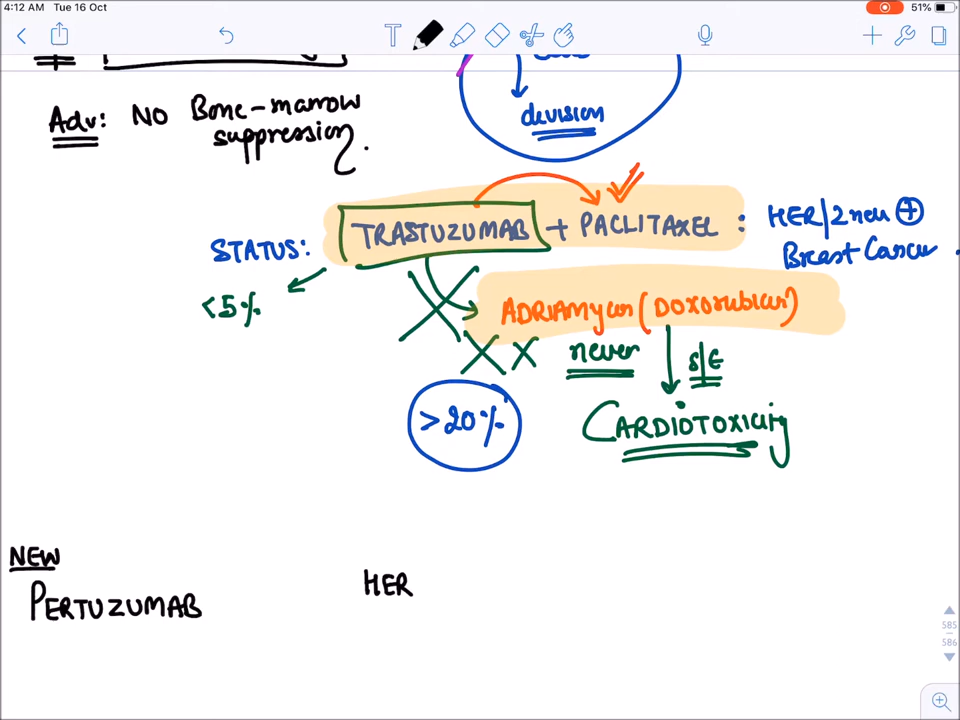 4:12 AM Tue 16 Oct
51%
T
Adv: NO Bone-marrow
suppression.
devision
STATUS: TRASTUZUMAB + PACLITAXEL : HER/2neu ⊕
Breast Cancer
<5%
ADRIAMycin (DOXORUBICIN)
never
S/E
>20%
CARDIOTOXICITY
NEW
PERTUZUMAB
HER
585
586